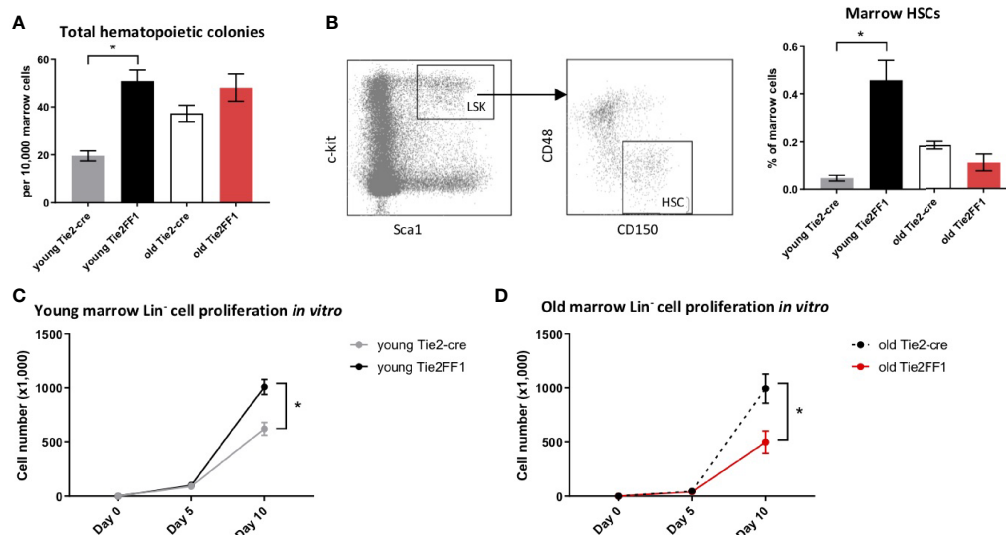 A
Total hematopoietic colonies
per 10,000 marrow cells
60
40
20
0
*
young Tie2-cre
young Tie2FF1
old Tie2-cre
old Tie2FF1
B
c-kit
LSK
Sca1
CD48
HSC
CD150
Marrow HSCs
% of marrow cells
0.6
0.4
0.2
0.0
*
young Tie2-cre
young Tie2FF1
old Tie2-cre
old Tie2FF1
C
Young marrow Lin⁻ cell proliferation in vitro
Cell number (x1,000)
1500
1000
500
0
Day 0
Day 5
Day 10
*
young Tie2-cre
young Tie2FF1
D
Old marrow Lin⁻ cell proliferation in vitro
Cell number (x1,000)
1500
1000
500
0
Day 0
Day 5
Day 10
*
old Tie2-cre
old Tie2FF1